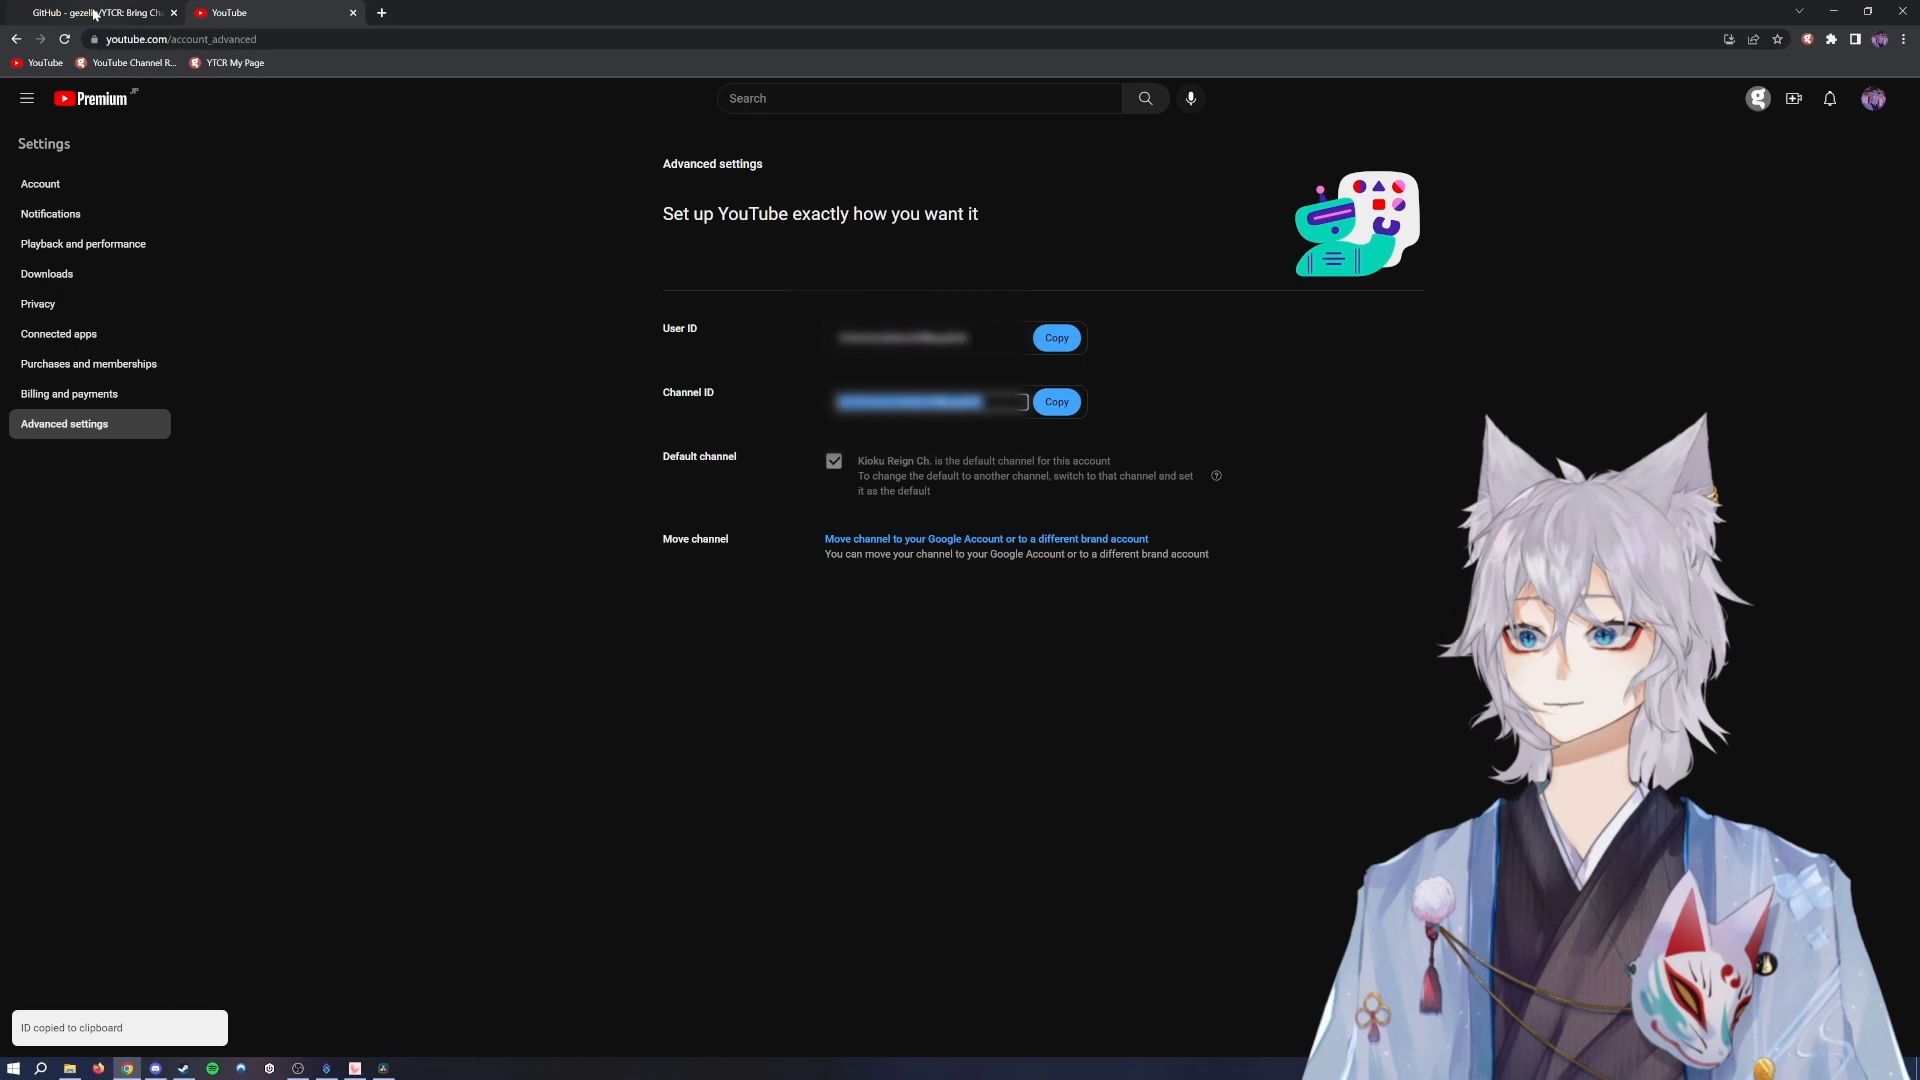 GitHub - gezelig/YTCR: Bring Ch
YouTube
youtube.com/account_advanced
YouTube
YouTube Channel R...
YTCR My Page
Premium JP
Search
Settings
Account
Notifications
Playback and performance
Downloads
Privacy
Connected apps
Purchases and memberships
Billing and payments
Advanced settings
Advanced settings
Set up YouTube exactly how you want it
User ID
Copy
Channel ID
Copy
Default channel
Kioku Reign Ch. is the default channel for this account
To change the default to another channel, switch to that channel and set
it as the default
Move channel
Move channel to your Google Account or to a different brand account
You can move your channel to your Google Account or to a different brand account
ID copied to clipboard